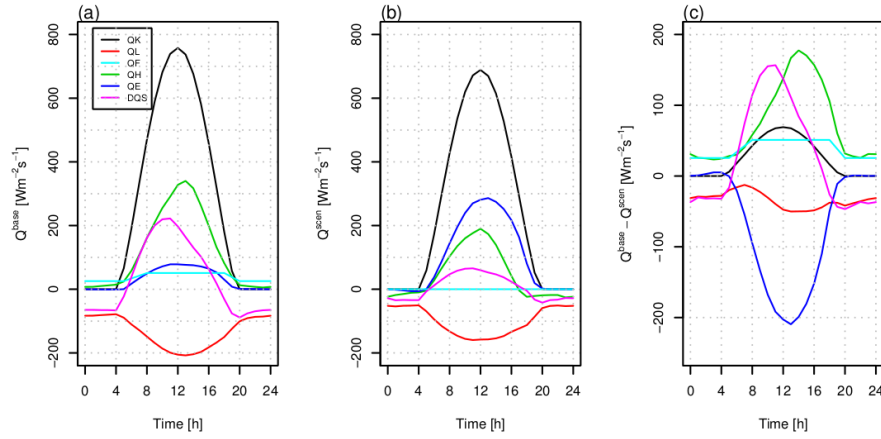 (a)
QK
QL
QF
QH
QE
DQS
800
600
400
200
0
−200
Q^base [Wm−2s−1]
0 4 8 12 16 20 24
Time [h]
(b)
800
600
400
200
0
−200
Q^scen [Wm−2s−1]
0 4 8 12 16 20 24
Time [h]
(c)
200
100
0
−100
−200
Q^base − Q^scen [Wm−2s−1]
0 4 8 12 16 20 24
Time [h]